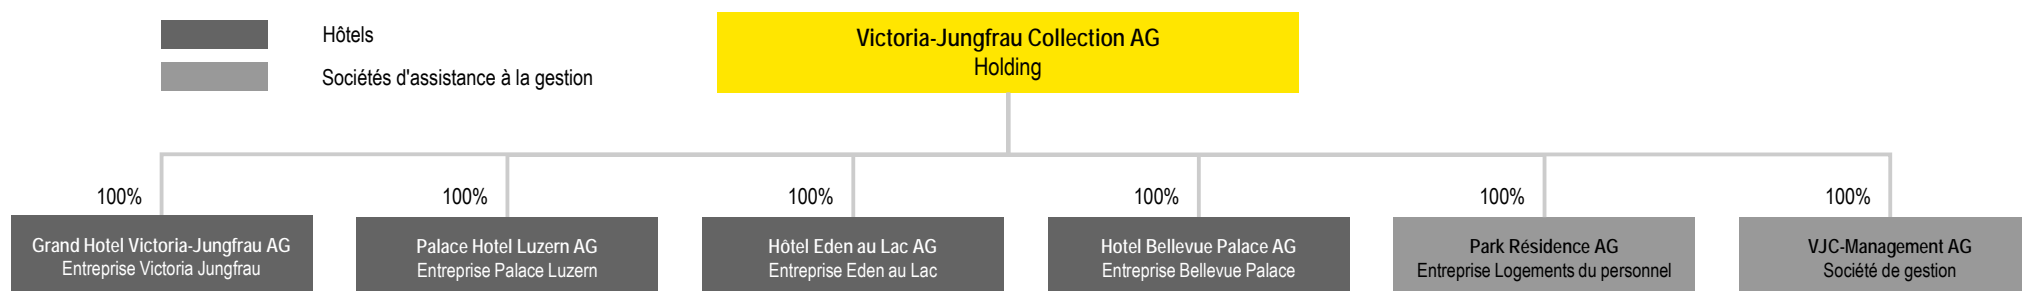 Hôtels
Sociétés d'assistance à la gestion
Victoria-Jungfrau Collection AG
Holding
100%
100%
100%
100%
100%
100%
Grand Hotel Victoria-Jungfrau AG
Entreprise Victoria Jungfrau
Palace Hotel Luzern AG
Entreprise Palace Luzern
Hôtel Eden au Lac AG
Entreprise Eden au Lac
Hotel Bellevue Palace AG
Entreprise Bellevue Palace
Park Résidence AG
Entreprise Logements du personnel
VJC-Management AG
Société de gestion